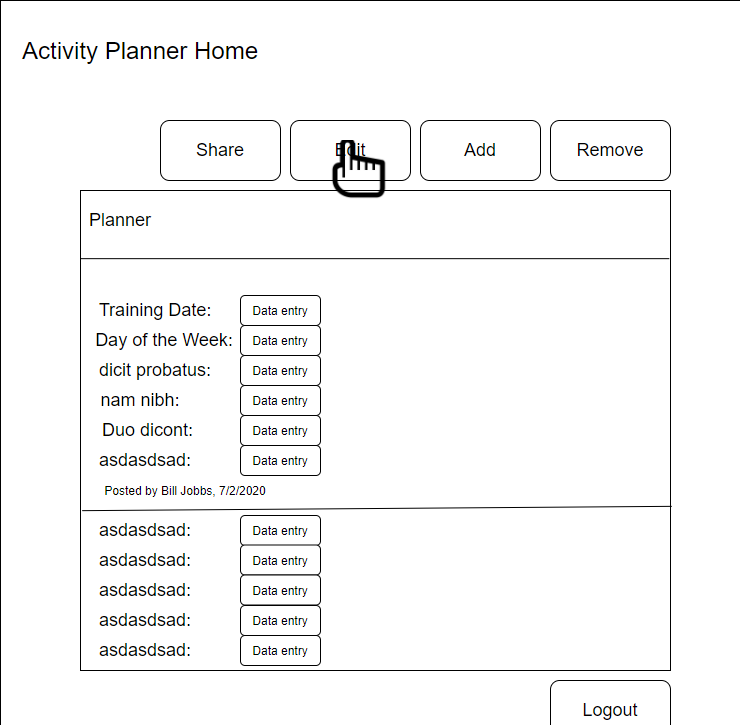 Activity Planner Home
Share Edit Add Remove
Planner
Training Date: Data entry
Day of the Week: Data entry
dicit probatus: Data entry
nam nibh: Data entry
Duo dicont: Data entry
asdasdsad: Data entry
Posted by Bill Jobbs, 7/2/2020
asdasdsad: Data entry
asdasdsad: Data entry
asdasdsad: Data entry
asdasdsad: Data entry
asdasdsad: Data entry
Logout